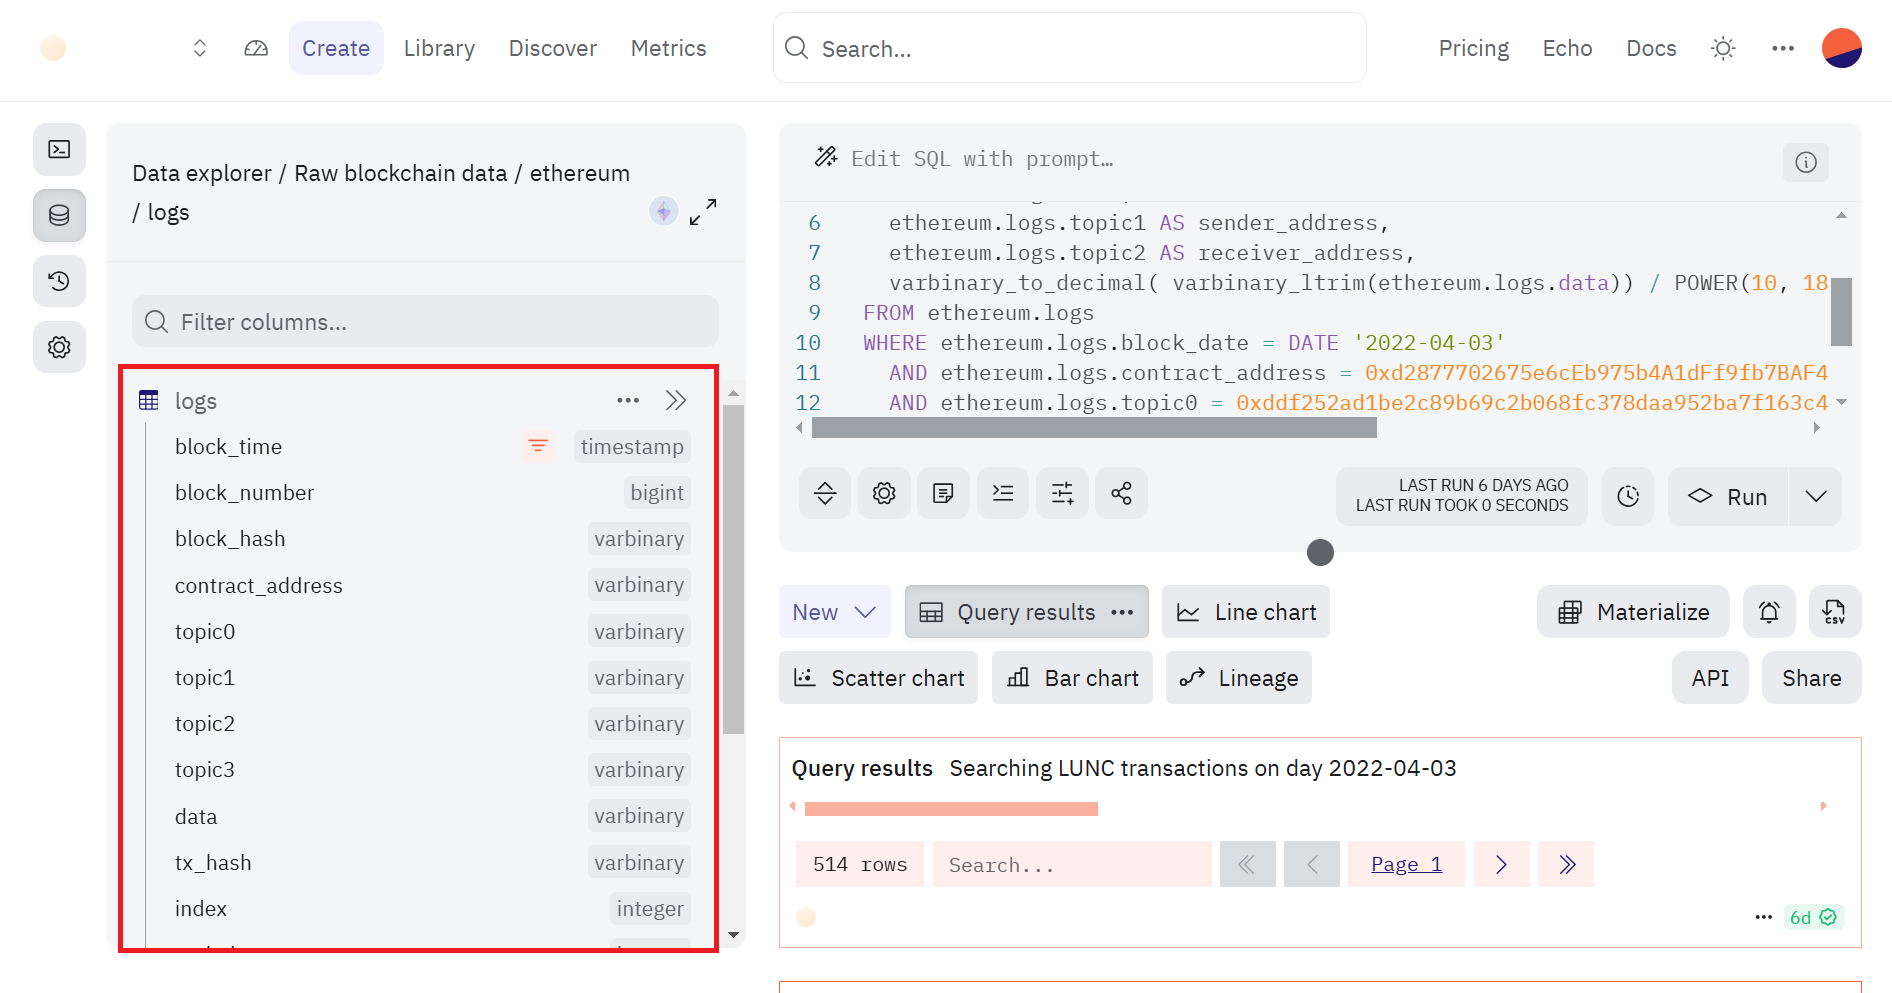 Create Library Discover Metrics Search... Pricing Echo Docs
Data explorer / Raw blockchain data / ethereum
/ logs
Filter columns...
logs
block_time timestamp
block_number bigint
block_hash varbinary
contract_address varbinary
topic0 varbinary
topic1 varbinary
topic2 varbinary
topic3 varbinary
data varbinary
tx_hash varbinary
index integer
Edit SQL with prompt…
6 ethereum.logs.topic1 AS sender_address,
7 ethereum.logs.topic2 AS receiver_address,
8 varbinary_to_decimal( varbinary_ltrim(ethereum.logs.data)) / POWER(10, 18
9 FROM ethereum.logs
10 WHERE ethereum.logs.block_date = DATE '2022-04-03'
11 AND ethereum.logs.contract_address = 0xd2877702675e6cEb975b4A1dFf9fb7BAF4
12 AND ethereum.logs.topic0 = 0xddf252ad1be2c89b69c2b068fc378daa952ba7f163c4
LAST RUN 6 DAYS AGO
LAST RUN TOOK 0 SECONDS
Run
New Query results Line chart Materialize CSV
Scatter chart Bar chart Lineage API Share
Query results Searching LUNC transactions on day 2022-04-03
514 rows Search... Page 1
6d